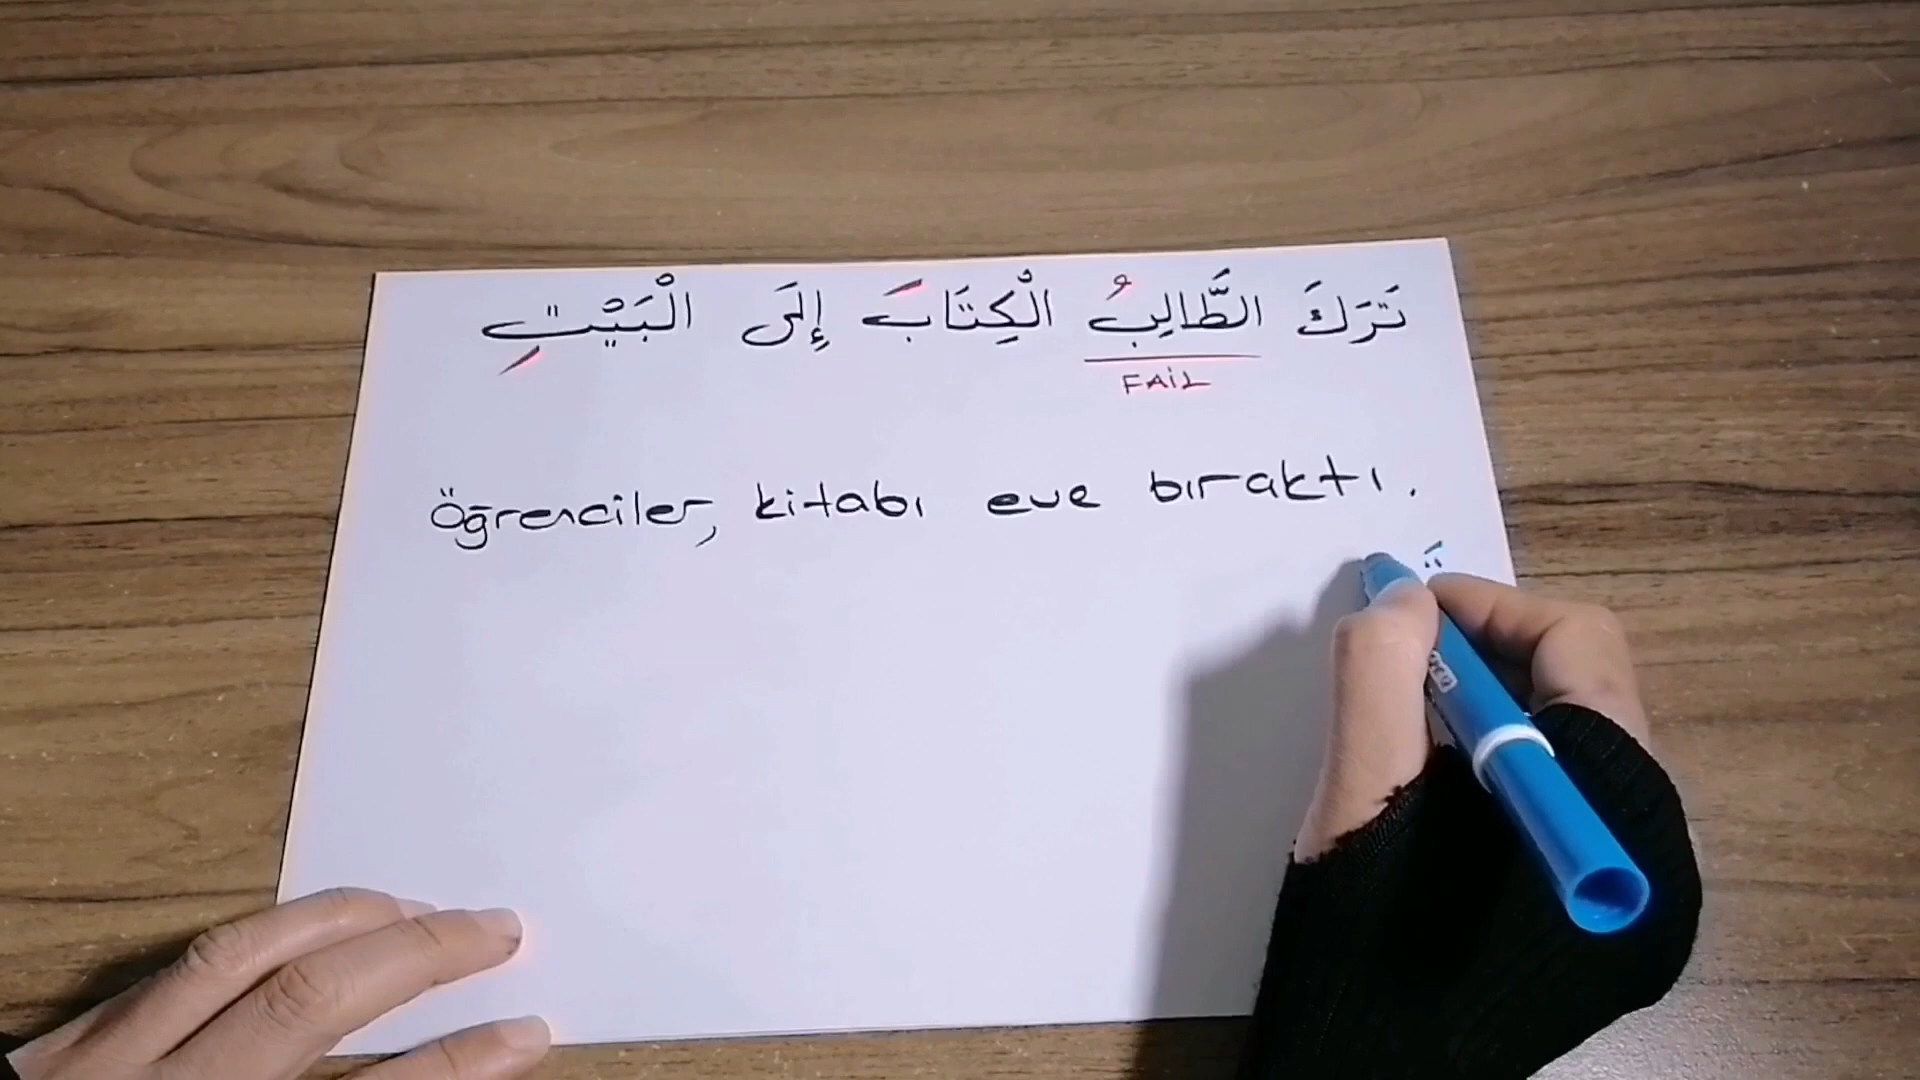 تَرَكَ الطَّالِبُ الْكِتَابَ إِلَى الْبَيْتِ
FAİL
Öğrenciler, kitabı eve bıraktı.